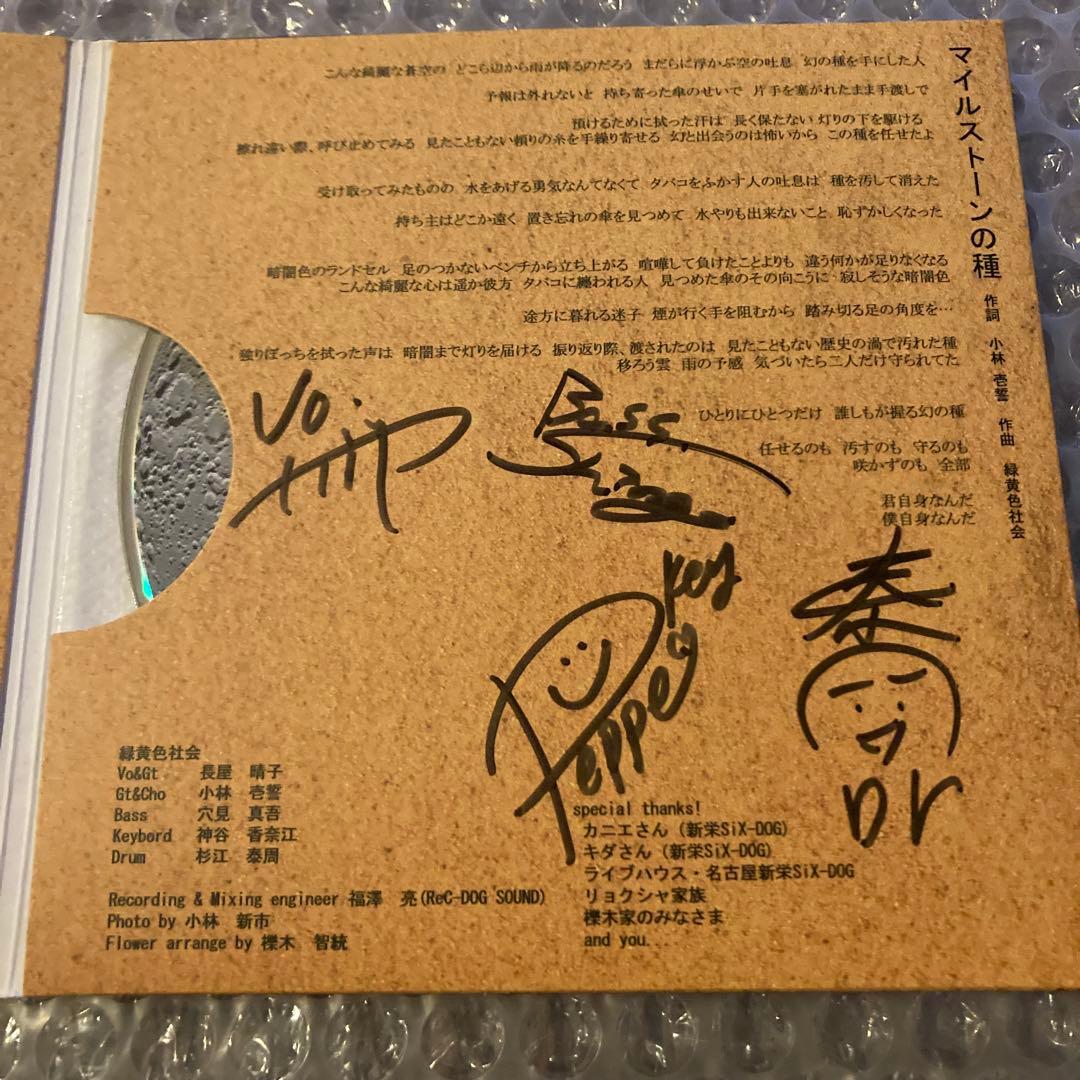 マイルストーンの種 作詞 小林 壱誓 作曲 緑黄色社会
こんな綺麗な蒼空の どこら辺から雨が降るのだろう まだらに浮かぶ空の吐息 幻の種を手にした人
予報は外れないと 持ち寄った傘のせいで 片手を塞がれたまま手渡しで
預けるために拭った汗は 長く保たない 灯りの下を駆ける
擦れ違い際、呼び止めてみる 見たこともない頼りの糸を手繰り寄せる 幻と出会うのは怖いから この種を任せたよ
受け取ってみたものの 水をあげる勇気なんてなくて タバコをふかす人の吐息は 種を汚して消えた
持ち主はどこか遠く 置き忘れの傘を見つめて 水やりも出来ないこと 恥ずかしくなった
暗闇色のランドセル 足のつかないベンチから立ち上がる 喧嘩して負けたことよりも 違う何かが足りなくなる
こんな綺麗な心は遥か彼方 タバコに纏われる人 見つめた傘のその向こうに 寂しそうな暗闇色
途方に暮れる迷子 煙が行く手を阻むから 踏み切る足の角度を…
独りぼっちを拭った声は 暗闇まで灯りを届ける 振り返り際、渡されたのは 見たこともない歴史の渦で汚れた種
移ろう雲 雨の予感 気づいたら二人だけ守られてた
ひとりにひとつだけ 誰しもが握る幻の種
任せるのも 汚すのも 守るのも
咲かずのも 全部
君自身なんだ
僕自身なんだ
Vo.
Bass.
Key
Peppe
泰
Dr
緑黄色社会
Vo&Gt 長屋 晴子
Gt&Cho 小林 壱誓
Bass 穴見 真吾
Keybord 神谷 香奈江
Drum 杉江 泰周
Recording & Mixing engineer 福澤 亮(ReC-DOG SOUND)
Photo by 小林 新市
Flower arrange by 櫟木 智統
special thanks!
カニエさん (新栄SiX-DOG)
キダさん (新栄SiX-DOG)
ライブハウス・名古屋新栄SiX-DOG
リョクシャ家族
櫟木家のみなさま
and you....